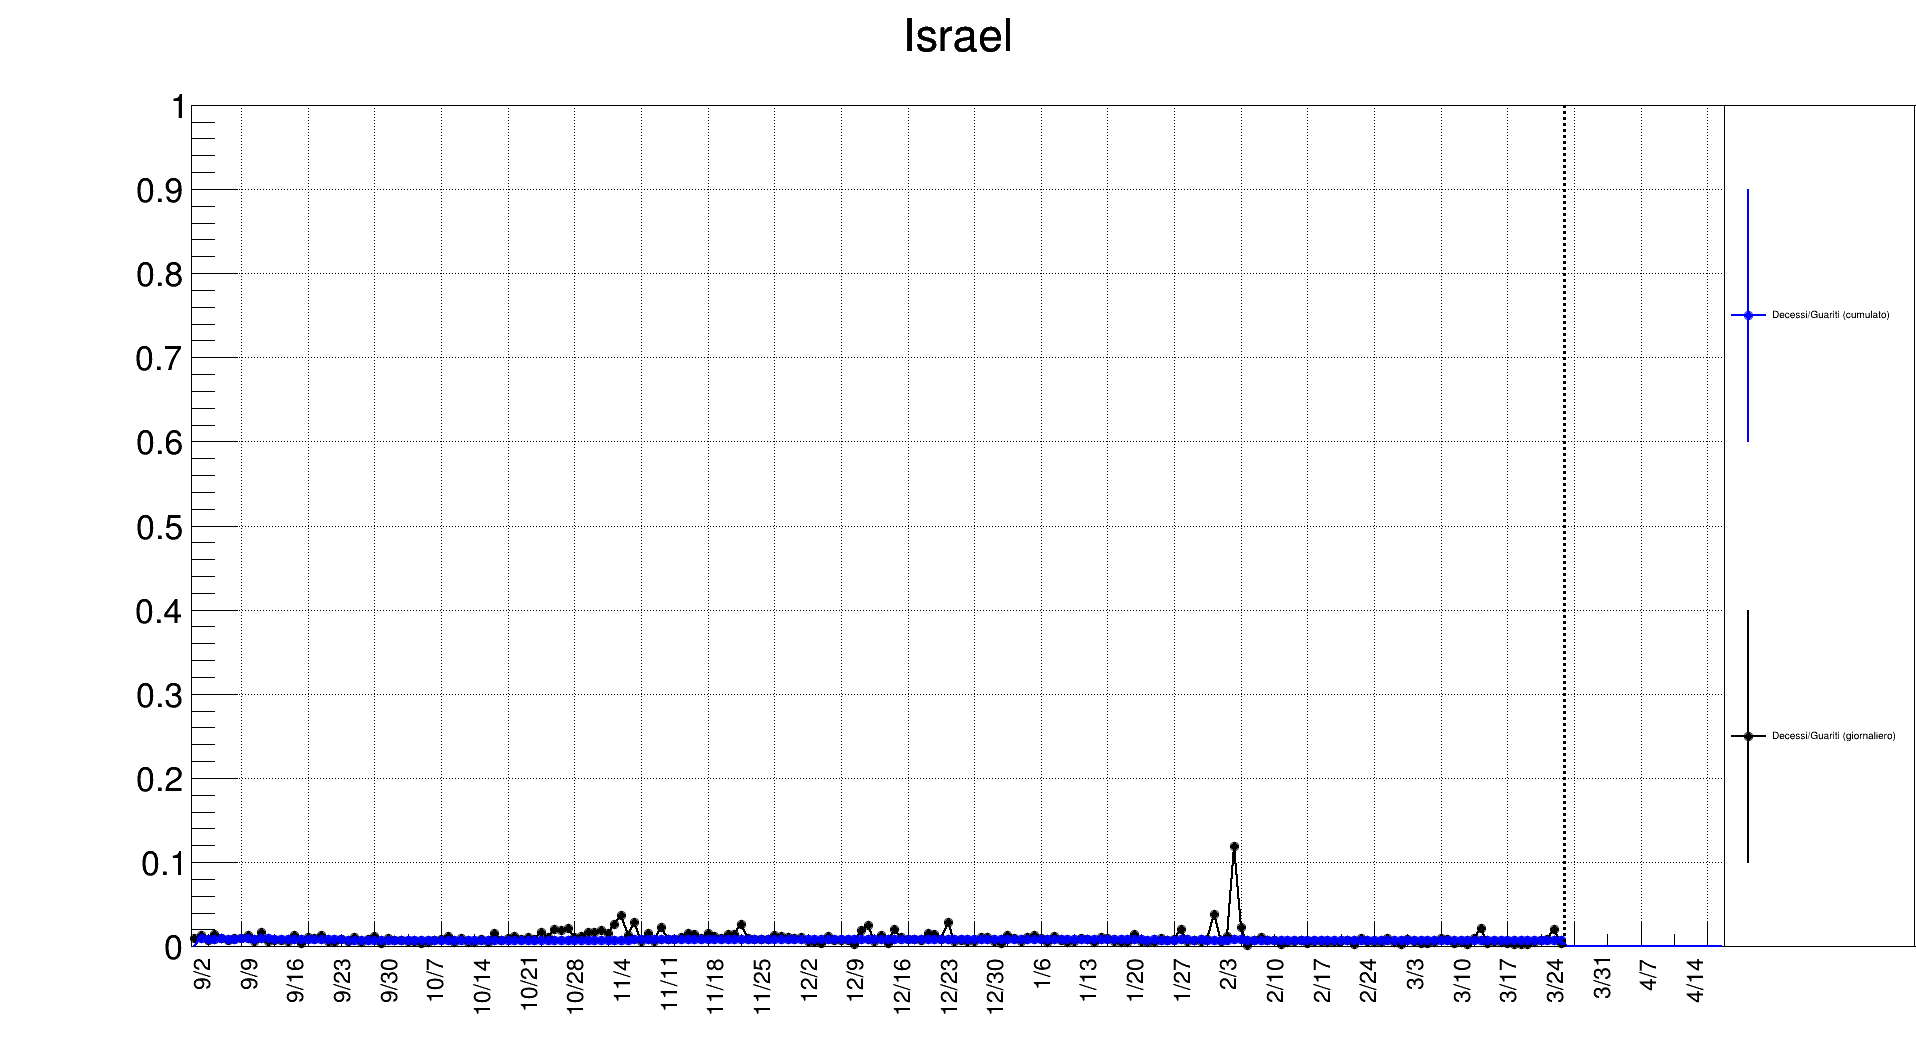 Israel
1
0.9
0.8
0.7
0.6
0.5
0.4
0.3
0.2
0.1
0
9/2 9/9 9/16 9/23 9/30 10/7 10/14 10/21 10/28 11/4 11/11 11/18 11/25 12/2 12/9 12/16 12/23 12/30 1/6 1/13 1/20 1/27 2/3 2/10 2/17 2/24 3/3 3/10 3/17 3/24 3/31 4/7 4/14
Decessi/Guariti (cumulato)
Decessi/Guariti (giornaliero)